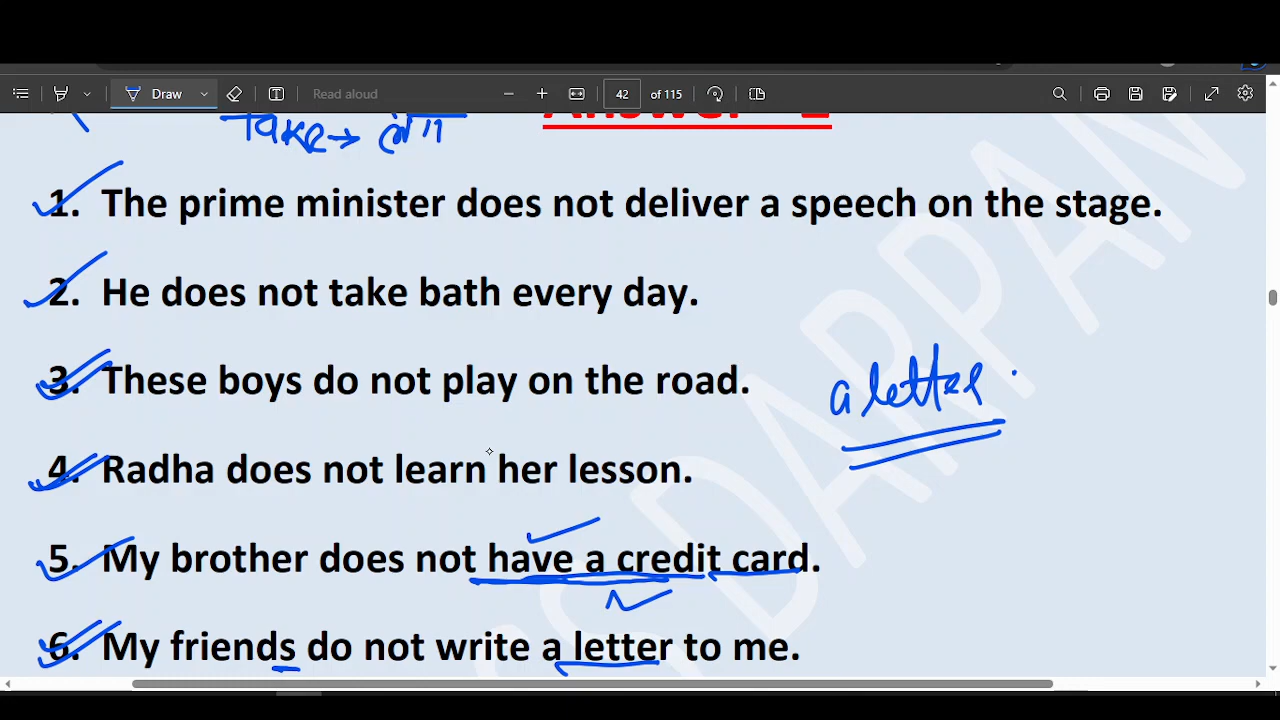 Draw
Read aloud
42 of 115
Take →
1. The prime minister does not deliver a speech on the stage.
2. He does not take bath every day.
3. These boys do not play on the road.
a letter
4. Radha does not learn her lesson.
5. My brother does not have a credit card.
6. My friends do not write a letter to me.
DARPAN